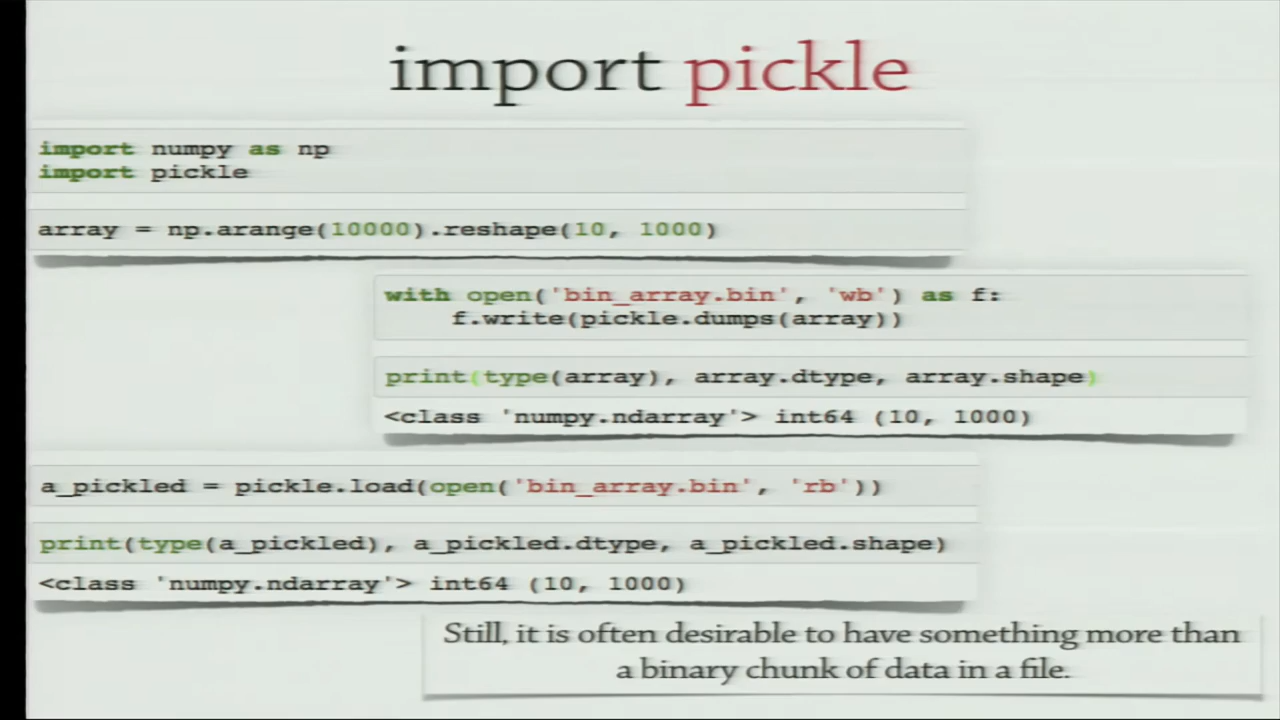 import pickle
import numpy as np
import pickle
array = np.arange(10000).reshape(10, 1000)
with open('bin_array.bin', 'wb') as f:
    f.write(pickle.dumps(array))
print(type(array), array.dtype, array.shape)
<class 'numpy.ndarray'> int64 (10, 1000)
a_pickled = pickle.load(open('bin_array.bin', 'rb'))
print(type(a_pickled), a_pickled.dtype, a_pickled.shape)
<class 'numpy.ndarray'> int64 (10, 1000)
Still, it is often desirable to have something more than
a binary chunk of data in a file.